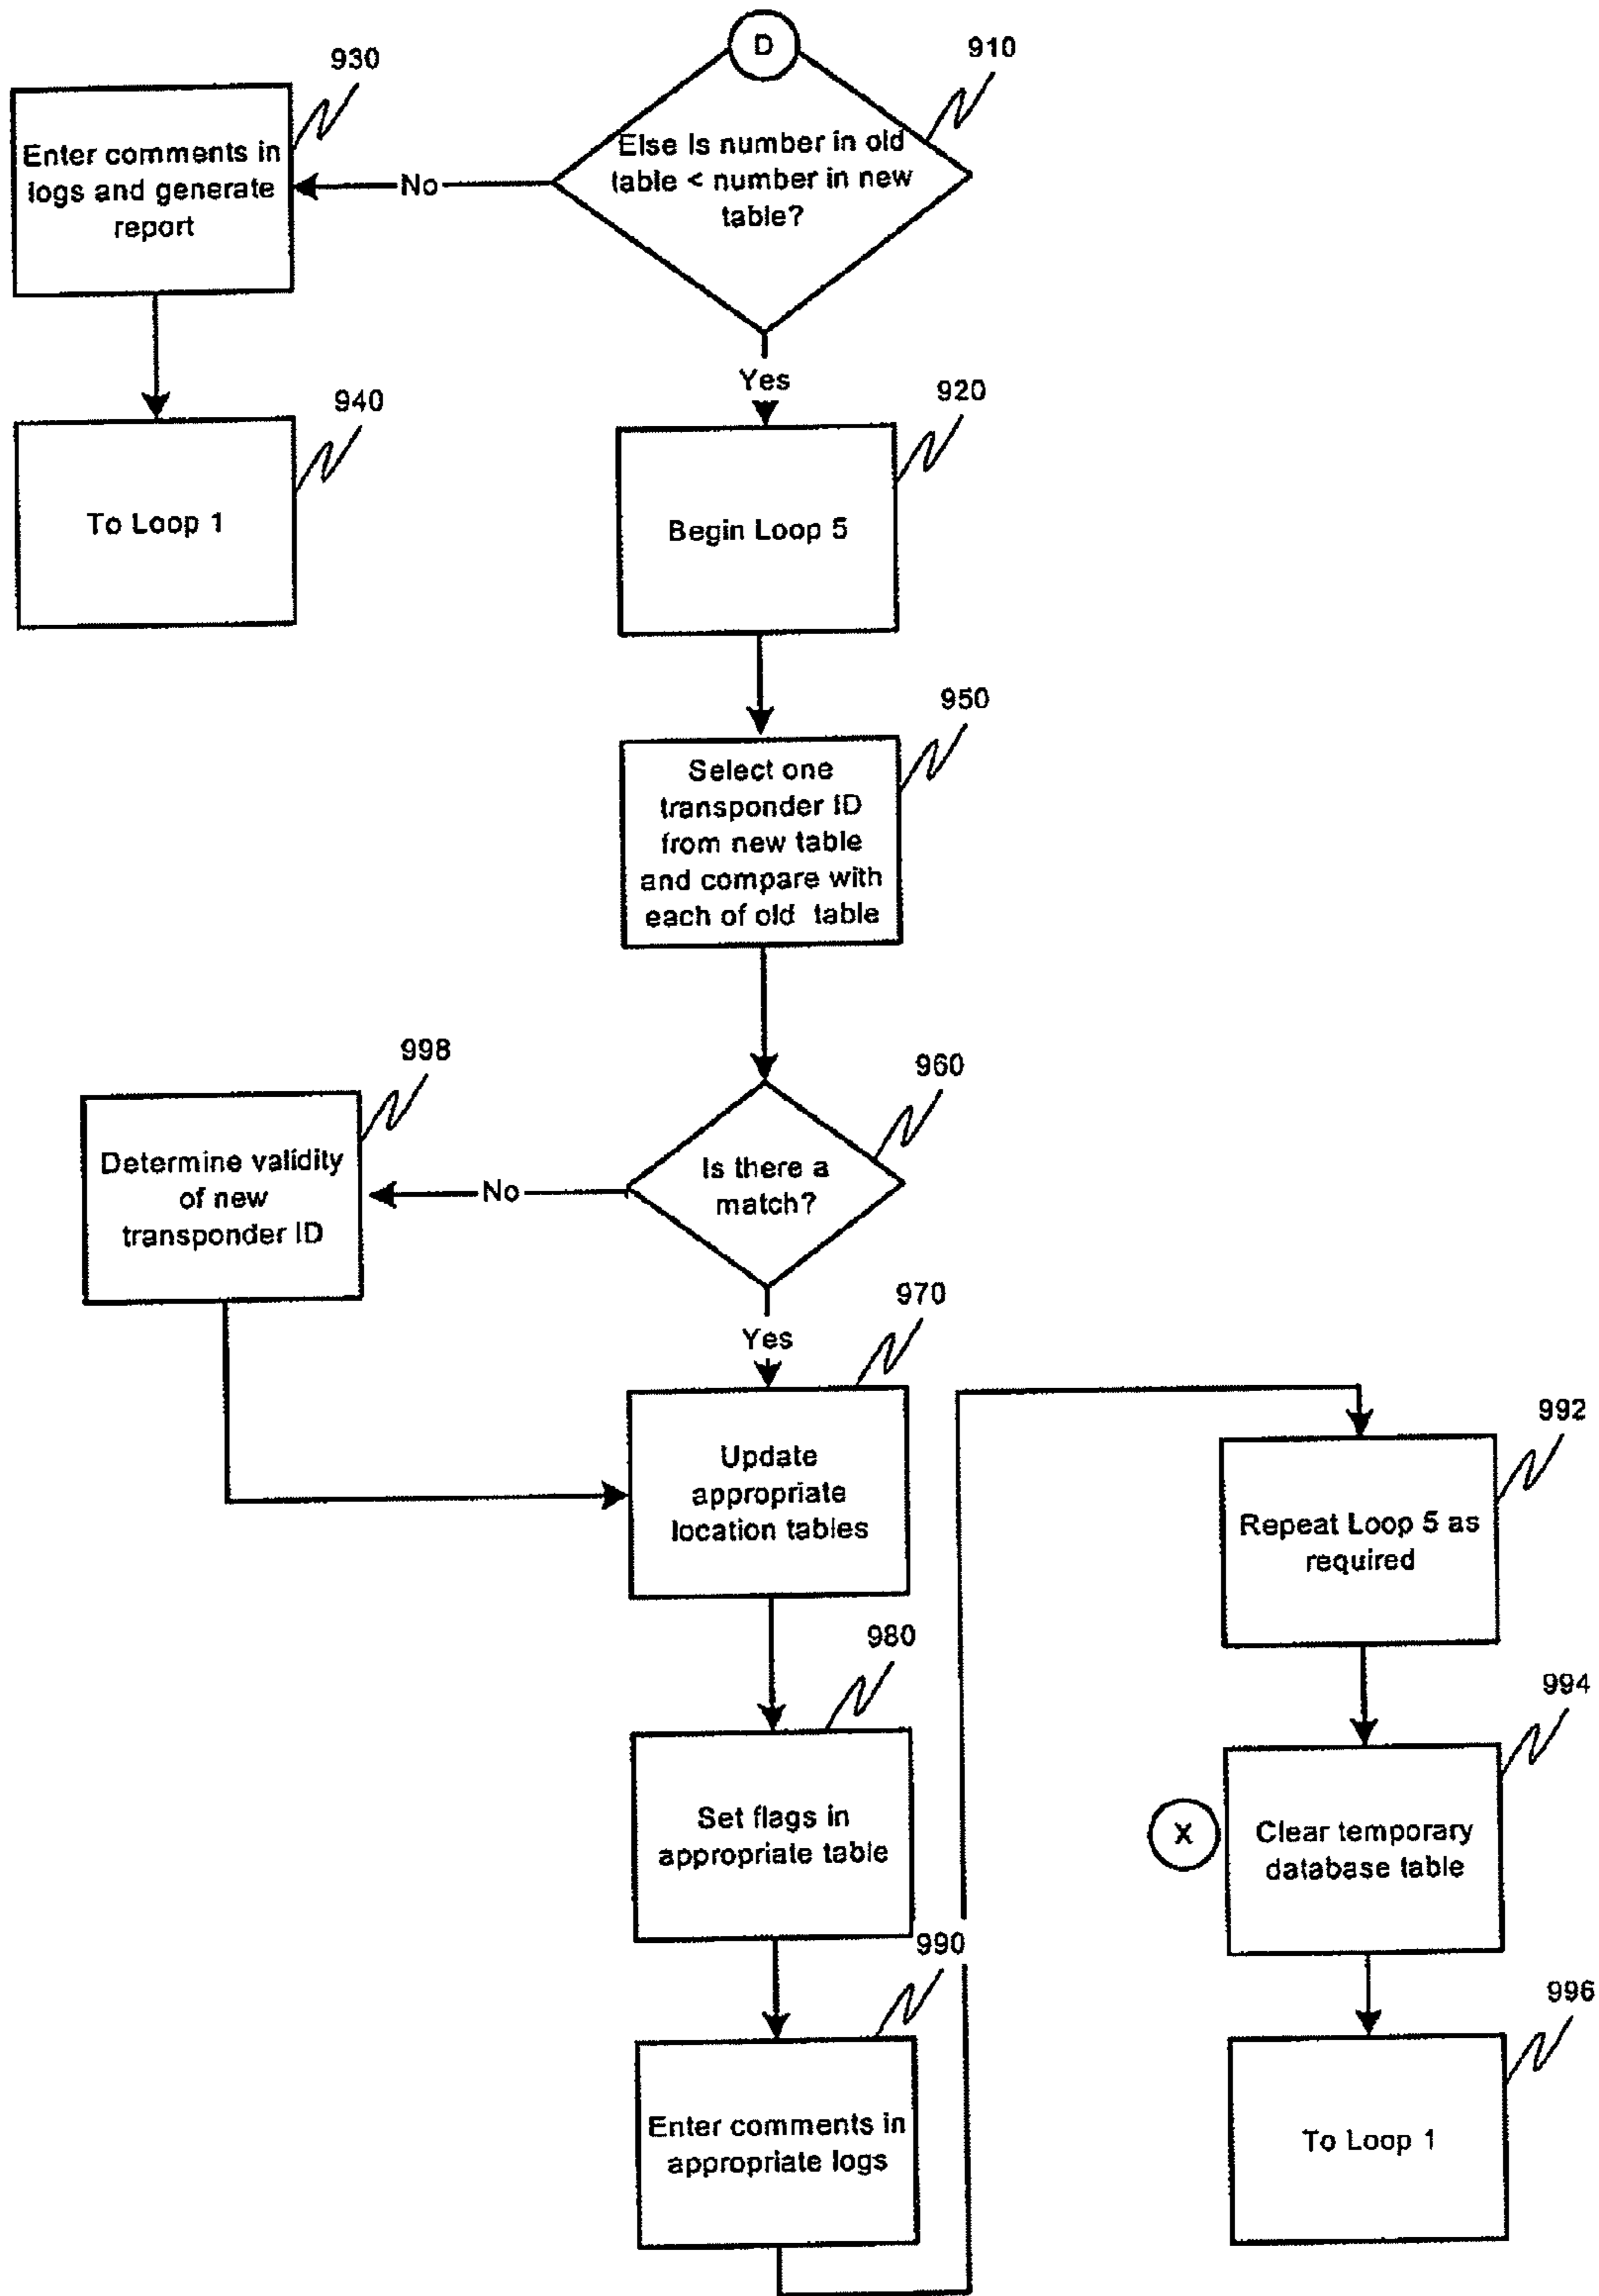 D
910
Else Is number in old
table < number in new
table?
No
930
Enter comments in
logs and generate
report
940
To Loop 1
Yes
920
Begin Loop 5
950
Select one
transponder ID
from new table
and compare with
each of old table
960
Is there a
match?
No
998
Determine validity
of new
transponder ID
Yes
970
Update
appropriate
location tables
980
Set flags in
appropriate table
990
Enter comments in
appropriate logs
992
Repeat Loop 5 as
required
994
X
Clear temporary
database table
996
To Loop 1